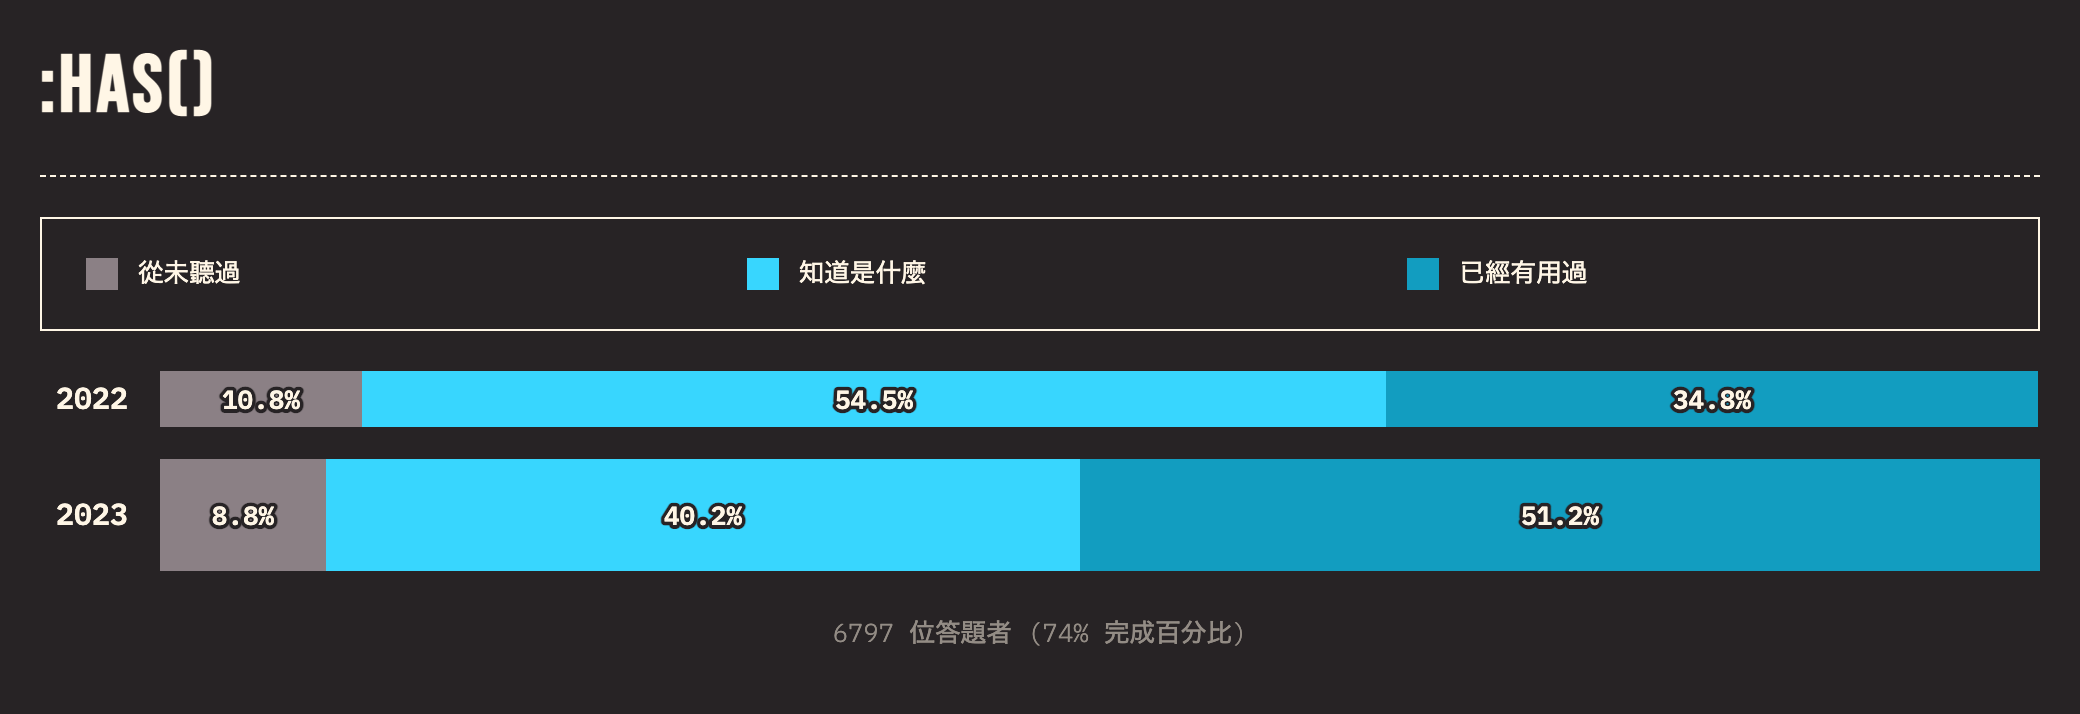 :HAS()
從未聽過 知道是什麼 已經有用過
2022 10.8% 54.5% 34.8%
2023 8.8% 40.2% 51.2%
6797 位答題者 (74% 完成百分比)